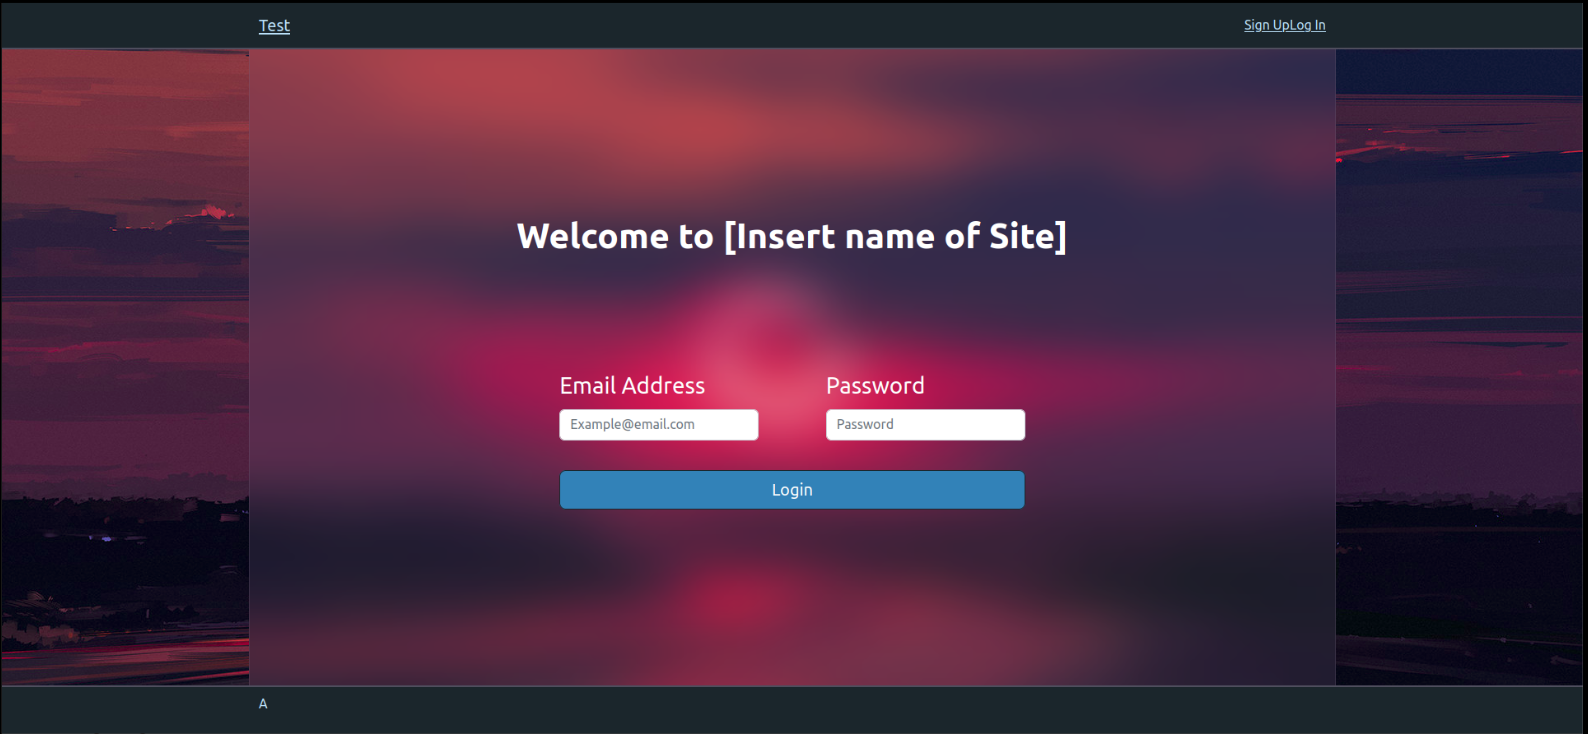 Test
Sign UpLog In
Welcome to [Insert name of Site]
Email Address
Password
Example@email.com
Password
Login
A